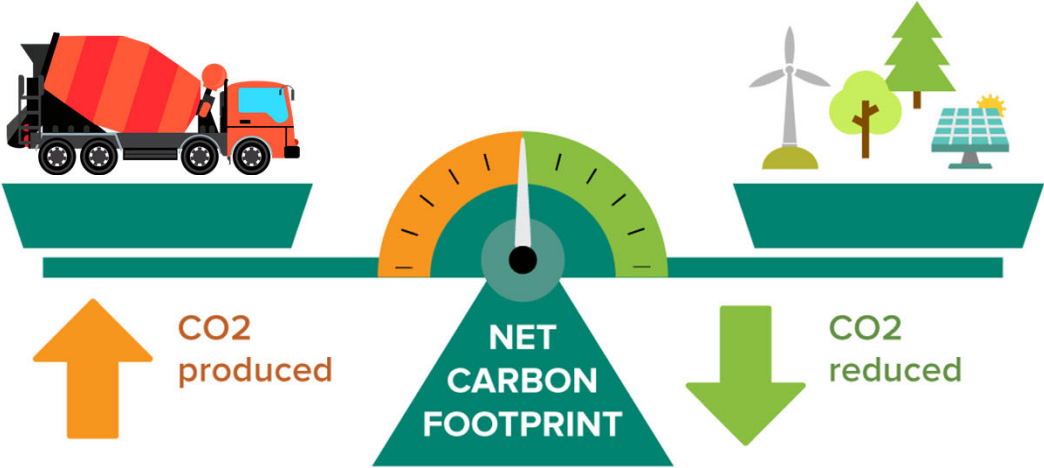 CO2
produced
NET
CARBON
FOOTPRINT
CO2
reduced